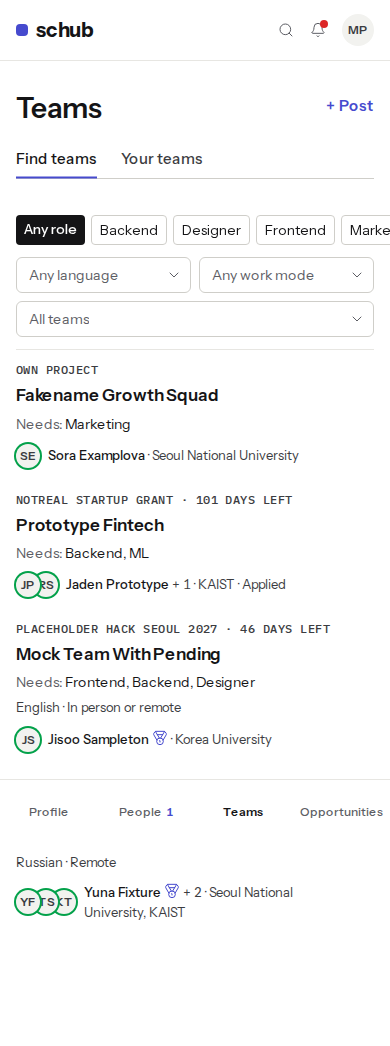 schub
MP
Teams
+ Post
Find teams
Your teams
Any role
Backend
Designer
Frontend
Any language
Any work mode
All teams
OWN PROJECT
Fakename Growth Squad
Needs: Marketing
SE
Sora Examplova · Seoul National University
NOTREAL STARTUP GRANT · 101 DAYS LEFT
Prototype Fintech
Needs: Backend, ML
JP
RS
Jaden Prototype + 1 · KAIST · Applied
PLACEHOLDER HACK SEOUL 2027 · 46 DAYS LEFT
Mock Team With Pending
Needs: Frontend, Backend, Designer
English · In person or remote
JS
Jisoo Sampleton · Korea University
Profile
People 1
Teams
Opportunities
Russian · Remote
YF
TS
Yuna Fixture + 2 · Seoul National
University, KAIST